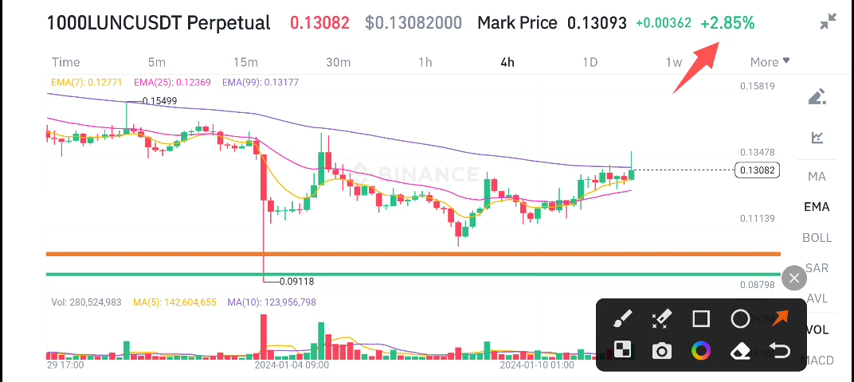 1000LUNCUSDT Perpetual 0.13082 $0.13082000 Mark Price 0.13093 +0.00362 +2.85%
Time 5m 15m 30m 1h 4h 1D 1w More
EMA(7): 0.12771 EMA(25): 0.12369 EMA(99): 0.13177
0.15819
0.15499
MA
0.13478
BINANCE
0.13082
EMA
0.11139
BOLL
SAR
0.09118
0.08798
AVL
Vol: 280,524,983 MA(5): 142,604,655 MA(10): 123,956,798
VOL
MACD
29 17:00 2024-01-04 09:00 2024-01-10 01:00